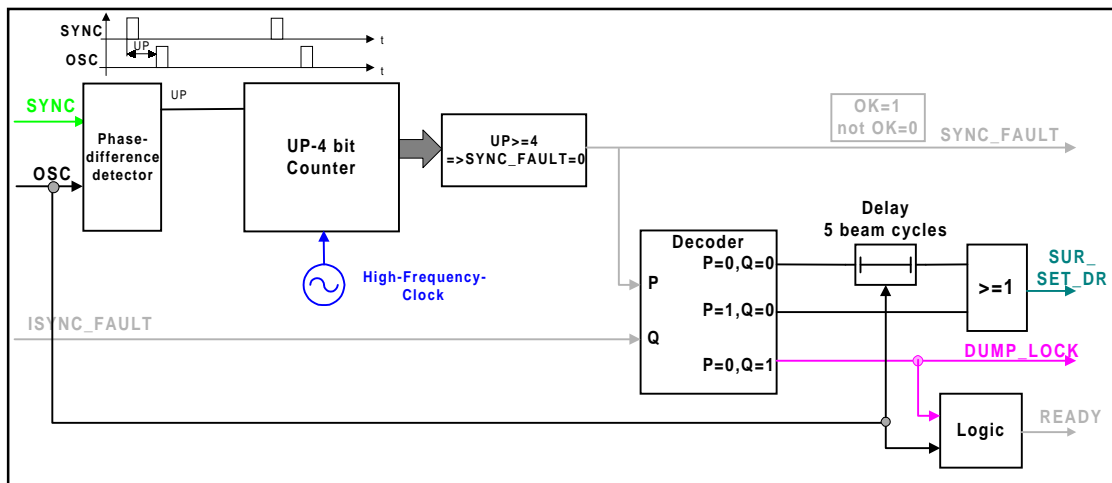 SYNC
t
UP
OSC
t
SYNC
UP
OSC
Phase-
difference
detector
UP-4 bit
Counter
UP>=4
=>SYNC_FAULT=0
OK=1
not OK=0
SYNC_FAULT
High-Frequency-
Clock
ISYNC_FAULT
Decoder
P=0,Q=0
P
P=1,Q=0
Q
P=0,Q=1
Delay
5 beam cycles
>=1
SUR_
SET_DR
DUMP_LOCK
Logic
READY